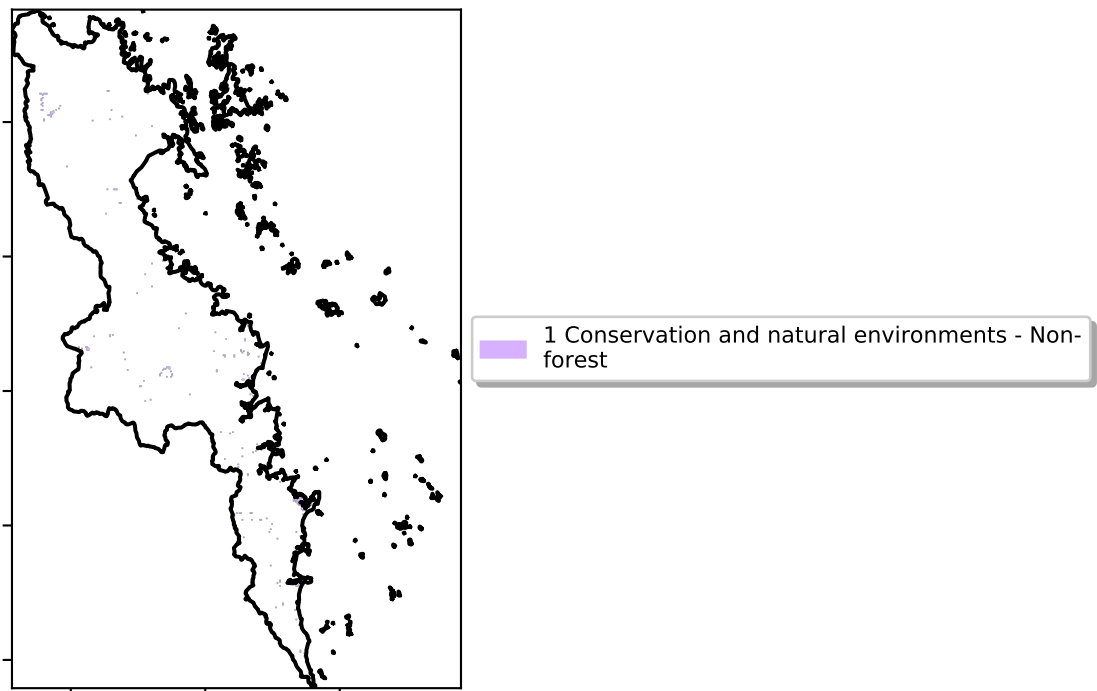 1 Conservation and natural environments - Non-
forest